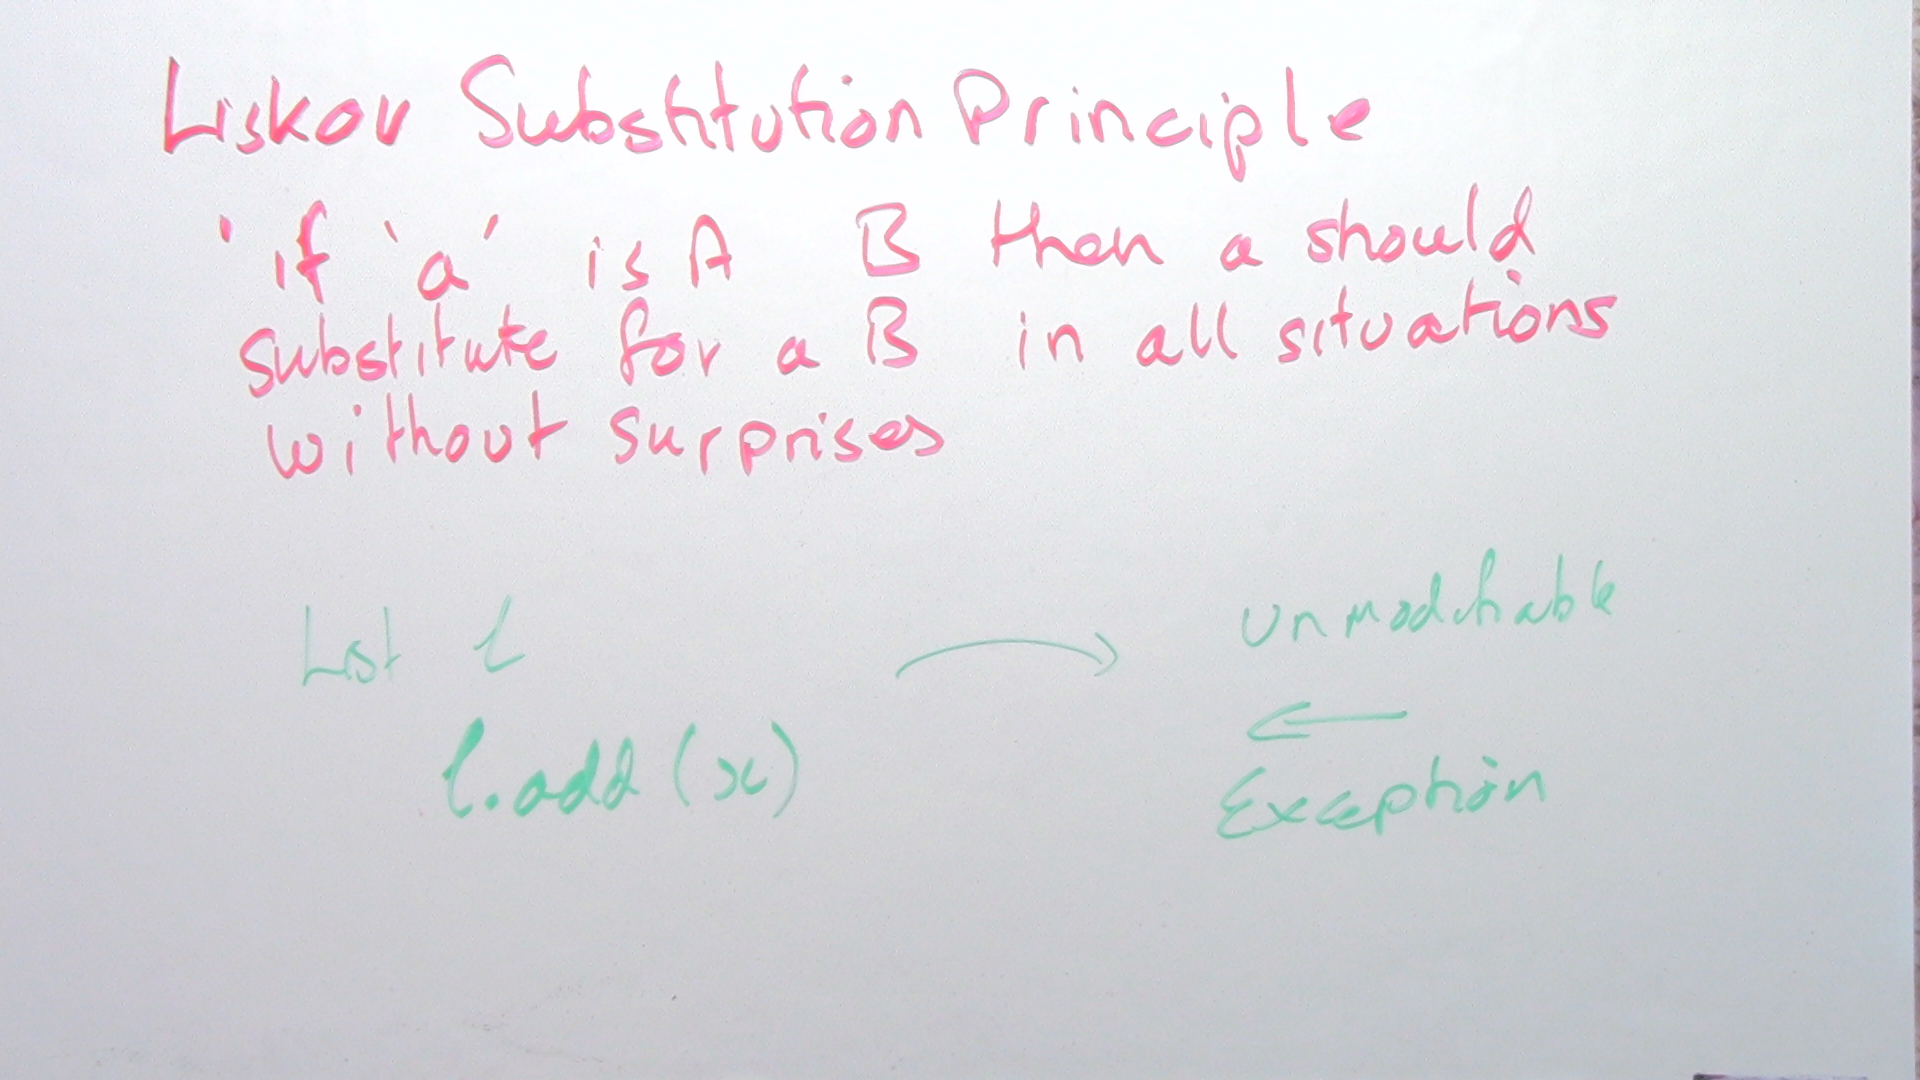 Liskov Substitution Principle
'if 'a' is A B then a should
substitute for a B in all situations
without surprises
List l unmodifiable
l.add(x) Exception